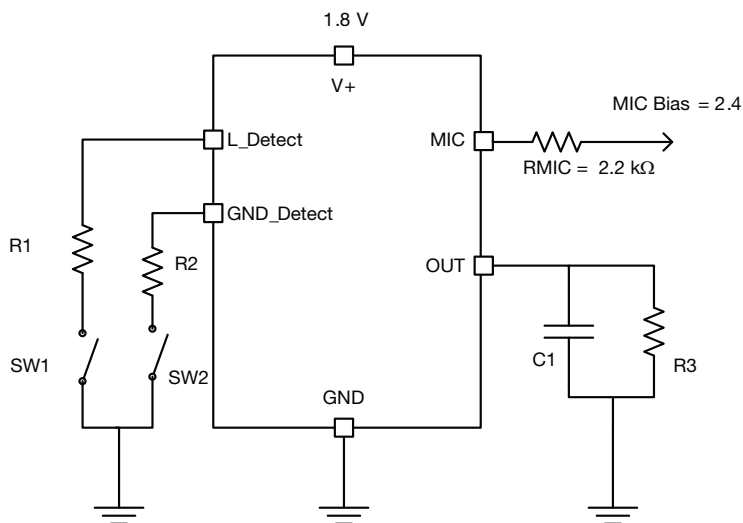 1.8 V
V+
MIC Bias = 2.4
L_Detect
MIC
RMIC = 2.2 kΩ
GND_Detect
R1
R2
OUT
SW1
SW2
C1
R3
GND